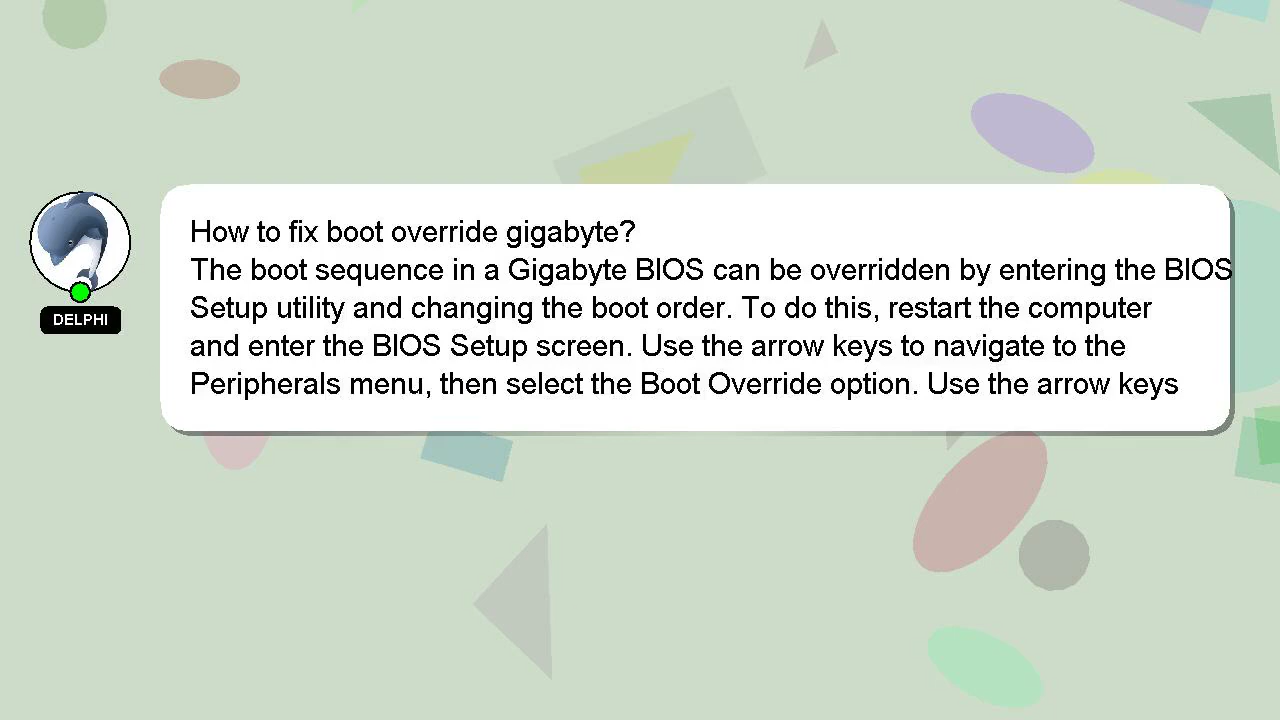 How to fix boot override gigabyte?
The boot sequence in a Gigabyte BIOS can be overridden by entering the BIOS
Setup utility and changing the boot order. To do this, restart the computer
and enter the BIOS Setup screen. Use the arrow keys to navigate to the
Peripherals menu, then select the Boot Override option. Use the arrow keys
DELPHI